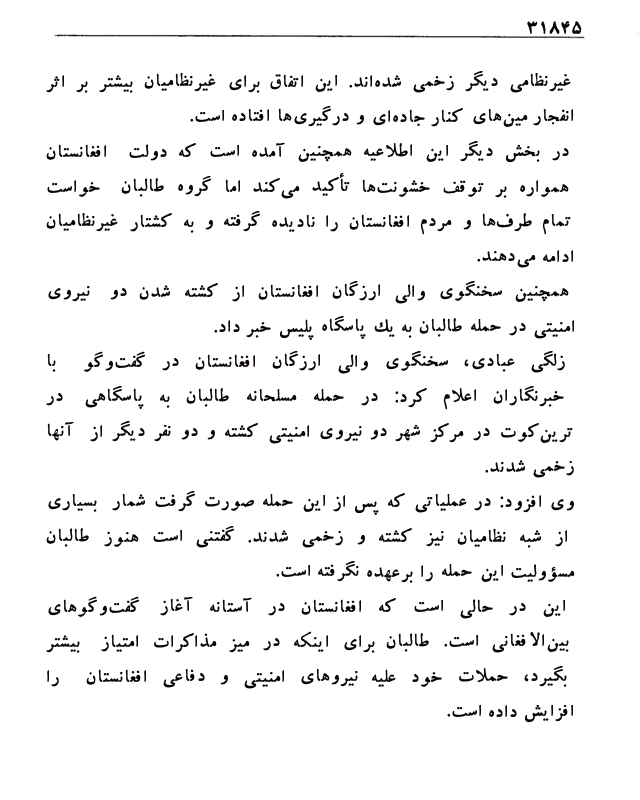 ۳۱۸۴۵
غیرنظامی دیگر زخمی شده‌اند. این اتفاق برای غیرنظامیان بیشتر بر اثر
انفجار مین‌های کنار جاده‌ای و درگیری‌ها افتاده است.
در بخش دیگر این اطلاعیه همچنین آمده است که دولت افغانستان
همواره بر توقف خشونت‌ها تأکید می‌کند اما گروه طالبان خواست
تمام طرف‌ها و مردم افغانستان را نادیده گرفته و به کشتار غیرنظامیان
ادامه می‌دهند.
همچنین سخنگوی والی ارزگان افغانستان از کشته شدن دو نیروی
امنیتی در حمله طالبان به یك پاسگاه پلیس خبر داد.
زلگی عبادی، سخنگوی والی ارزگان افغانستان در گفت‌وگو با
خبرنگاران اعلام کرد: در حمله مسلحانه طالبان به پاسگاهی در
ترین‌کوت در مرکز شهر دو نیروی امنیتی کشته و دو نفر دیگر از آنها
زخمی شدند.
وی افزود: در عملیاتی که پس از این حمله صورت گرفت شمار بسیاری
از شبه نظامیان نیز کشته و زخمی شدند. گفتنی است هنوز طالبان
مسؤولیت این حمله را برعهده نگرفته است.
این در حالی است که افغانستان در آستانه آغاز گفت‌وگوهای
بین‌الافغانی است. طالبان برای اینکه در میز مذاکرات امتیاز بیشتر
بگیرد، حملات خود علیه نیروهای امنیتی و دفاعی افغانستان را
افزایش داده است.